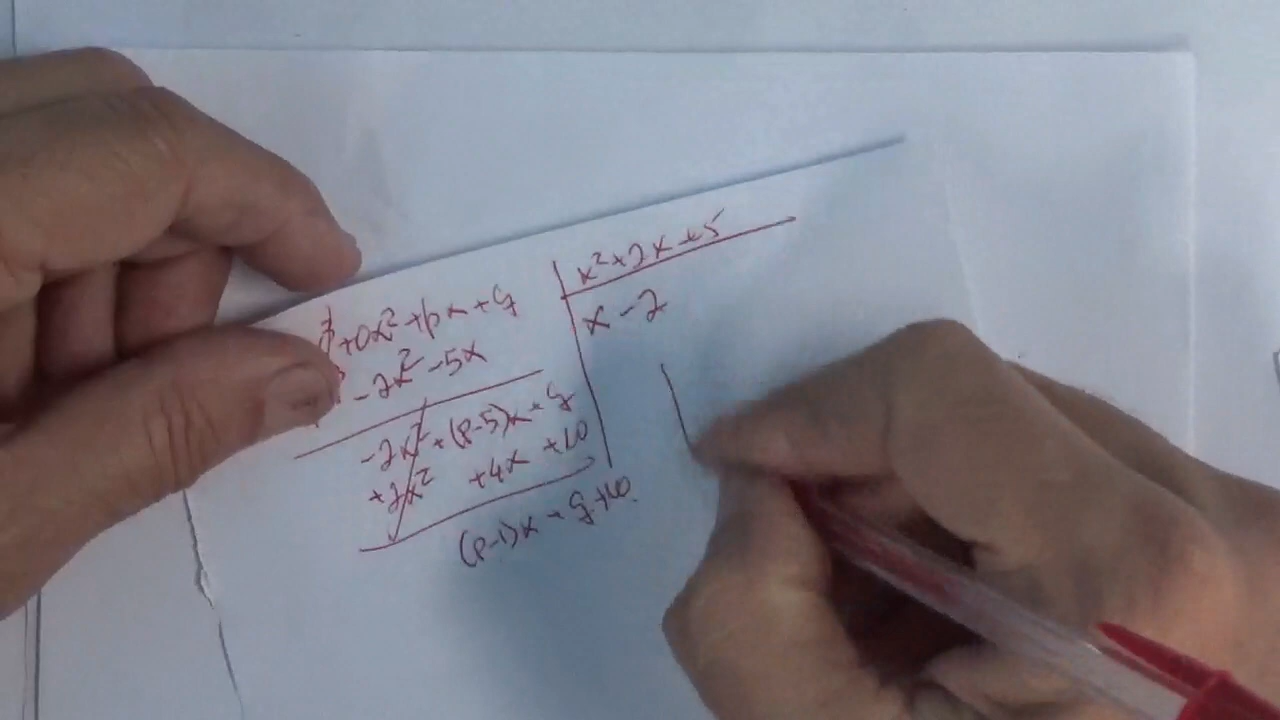 +0x² + px + q
x² + 2x + 5
- 2x² - 5x
x - 2
-2x² + (p-5)x + q
+2x² +4x +10
(p-1)x + q+10